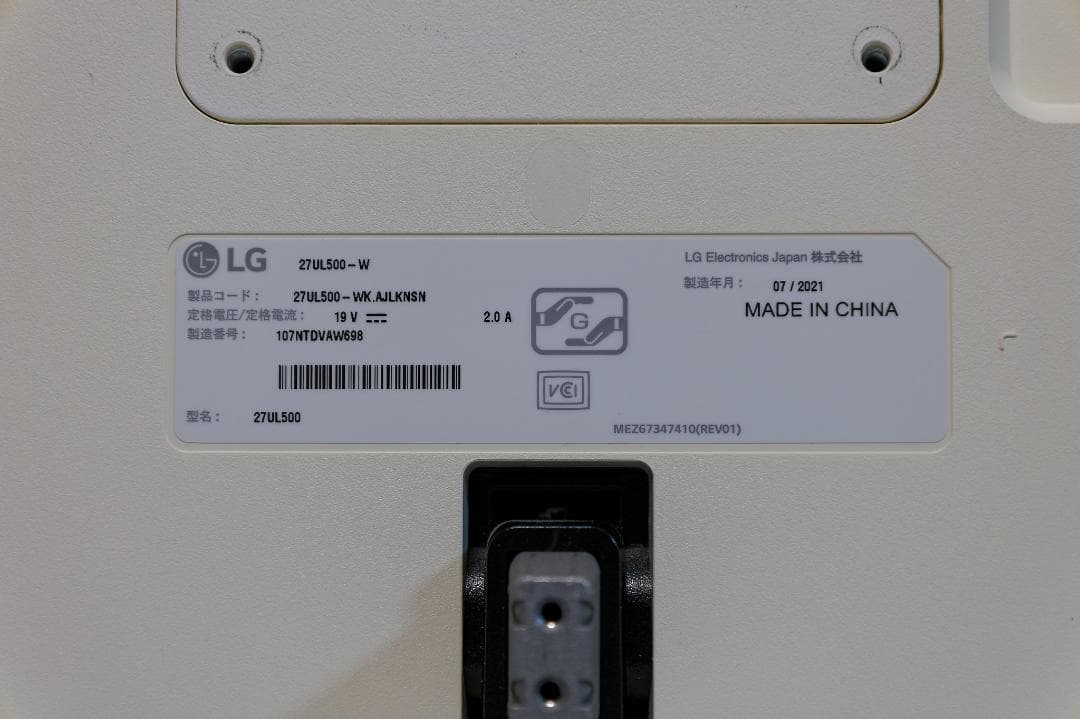 LG 27UL500-W
製品コード： 27UL500-WK.AJLKNSN
定格電圧/定格電流： 19 V 2.0 A
製造番号： 107NTDVAW698
型名： 27UL500
G
VCI
LG Electronics Japan 株式会社
製造年月： 07 / 2021
MADE IN CHINA
MEZ67347410(REV01)